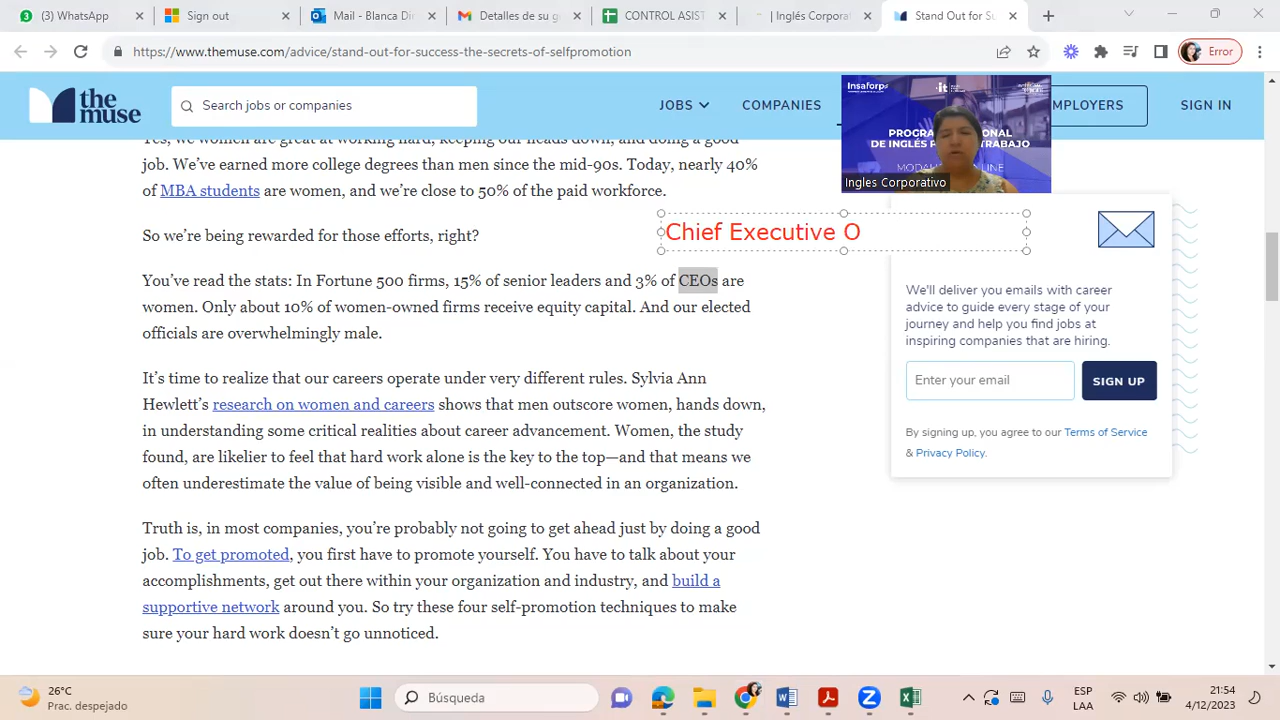 (3) WhatsApp
Sign out
Mail - Blanca Di
Detalles de su g
CONTROL ASIST
Inglés Corporat
Stand Out for Su
https://www.themuse.com/advice/stand-out-for-success-the-secrets-of-selfpromotion
Error
the muse
Search jobs or companies
JOBS
COMPANIES
MPLOYERS
SIGN IN
Insaforp
it
PROGRA ONAL
DE INGLÉS P TRABAJO
MODA NLINE
Ingles Corporativo
Yes, we women are great at working hard, keeping our heads down, and doing a good
job. We've earned more college degrees than men since the mid-90s. Today, nearly 40%
of MBA students are women, and we're close to 50% of the paid workforce.
So we're being rewarded for those efforts, right?
Chief Executive O
You've read the stats: In Fortune 500 firms, 15% of senior leaders and 3% of CEOs are
women. Only about 10% of women-owned firms receive equity capital. And our elected
officials are overwhelmingly male.
It's time to realize that our careers operate under very different rules. Sylvia Ann
Hewlett's research on women and careers shows that men outscore women, hands down,
in understanding some critical realities about career advancement. Women, the study
found, are likelier to feel that hard work alone is the key to the top—and that means we
often underestimate the value of being visible and well-connected in an organization.
Truth is, in most companies, you're probably not going to get ahead just by doing a good
job. To get promoted, you first have to promote yourself. You have to talk about your
accomplishments, get out there within your organization and industry, and build a
supportive network around you. So try these four self-promotion techniques to make
sure your hard work doesn't go unnoticed.
We'll deliver you emails with career
advice to guide every stage of your
journey and help you find jobs at
inspiring companies that are hiring.
Enter your email
SIGN UP
By signing up, you agree to our Terms of Service
& Privacy Policy.
26°C
Prac. despejado
Búsqueda
ESP
LAA
21:54
4/12/2023